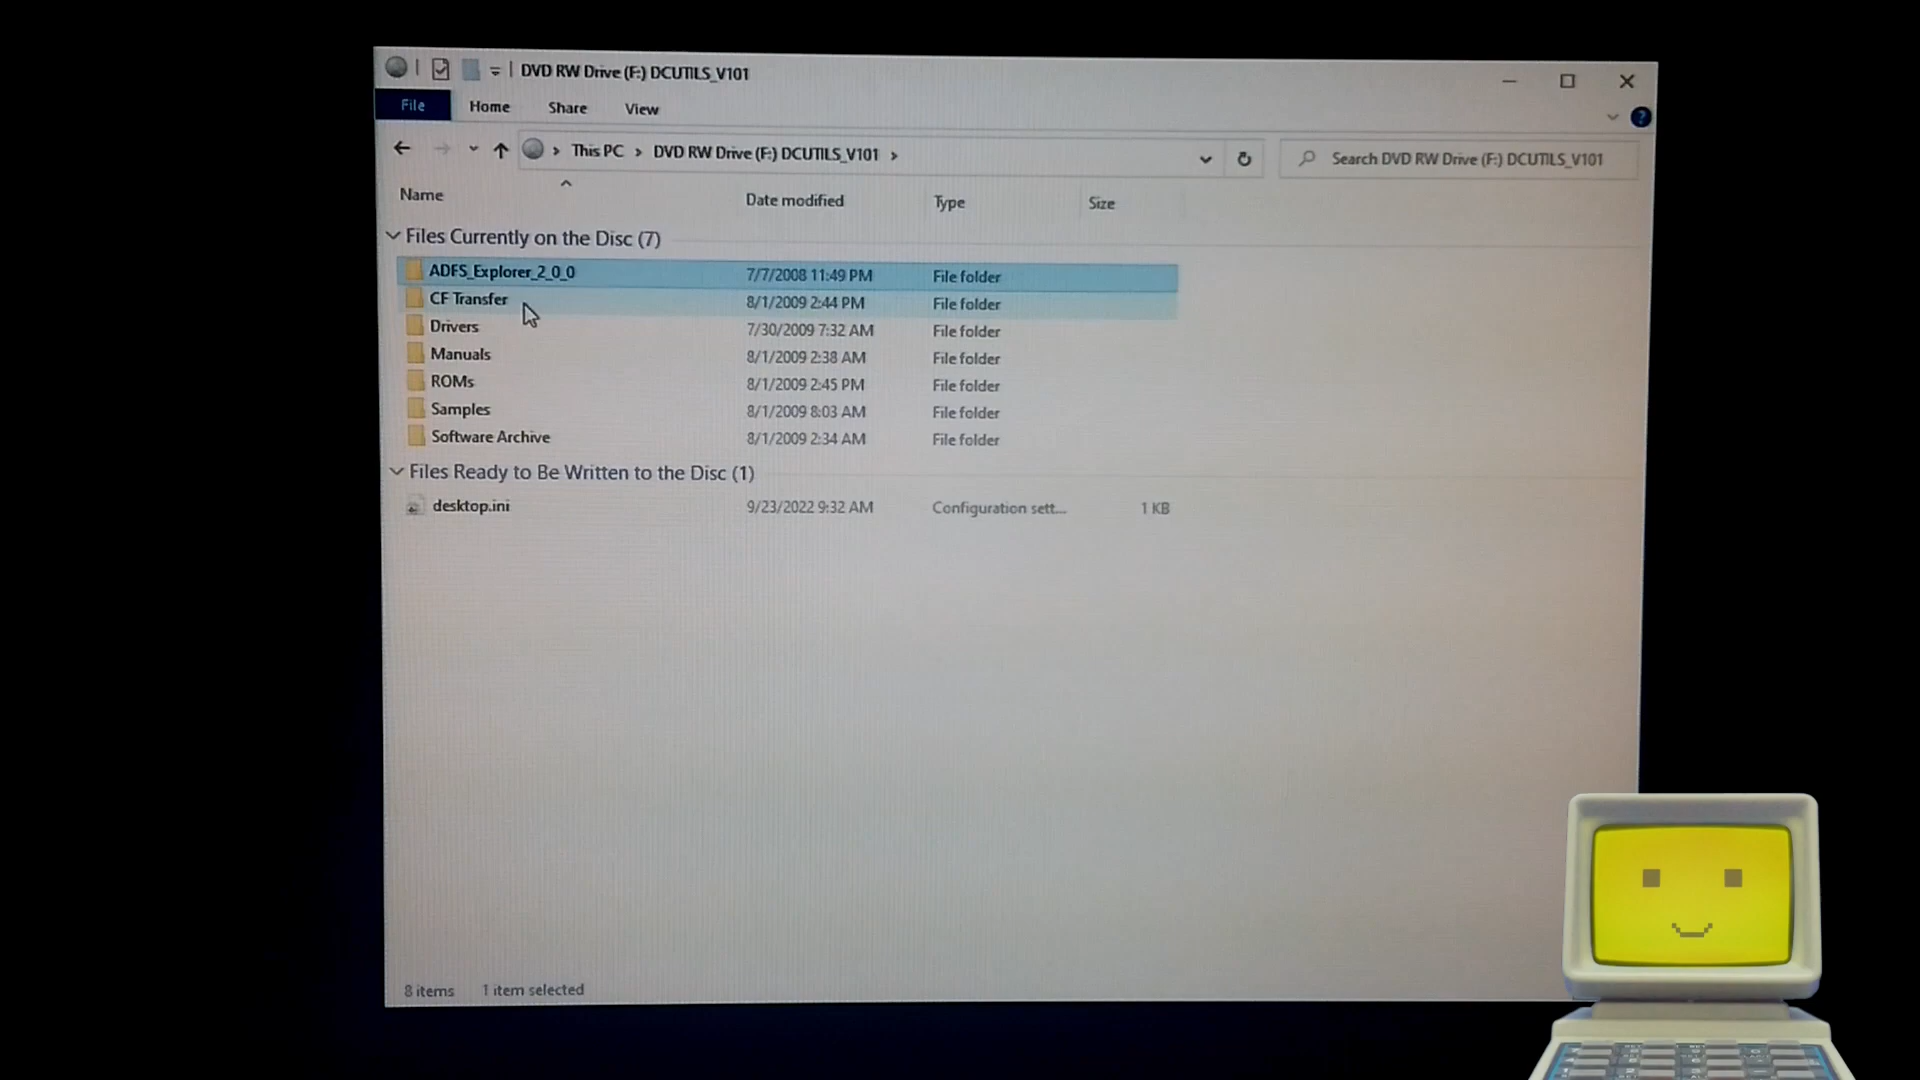 DVD RW Drive (F:) DCUTILS_V101
File Home Share View
This PC > DVD RW Drive (F:) DCUTILS_V101 >
Search DVD RW Drive (F:) DCUTILS_V101
Name Date modified Type Size
Files Currently on the Disc (7)
ADFS_Explorer_2_0_0 7/7/2008 11:49 PM File folder
CF Transfer 8/1/2009 2:44 PM File folder
Drivers 7/30/2009 7:32 AM File folder
Manuals 8/1/2009 2:38 AM File folder
ROMs 8/1/2009 2:45 PM File folder
Samples 8/1/2009 8:03 AM File folder
Software Archive 8/1/2009 2:34 AM File folder
Files Ready to Be Written to the Disc (1)
desktop.ini 9/23/2022 9:32 AM Configuration sett... 1 KB
8 items 1 item selected